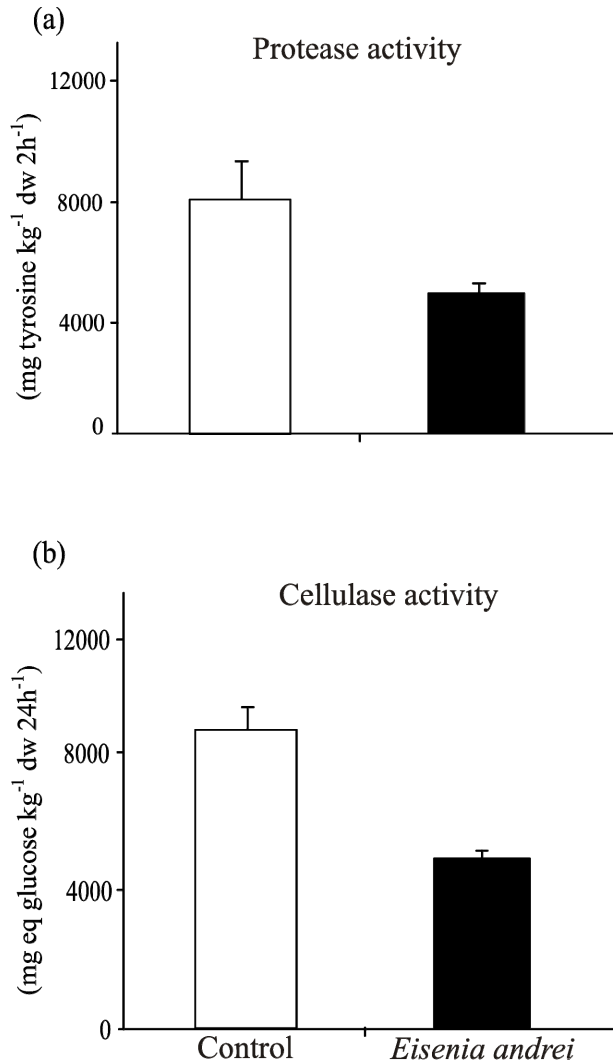 (a)
Protease activity
(mg tyrosine kg-1 dw 2h-1)
12000
8000
4000
0
(b)
Cellulase activity
(mg eq glucose kg-1 dw 24h-1)
12000
8000
4000
0
Control Eisenia andrei